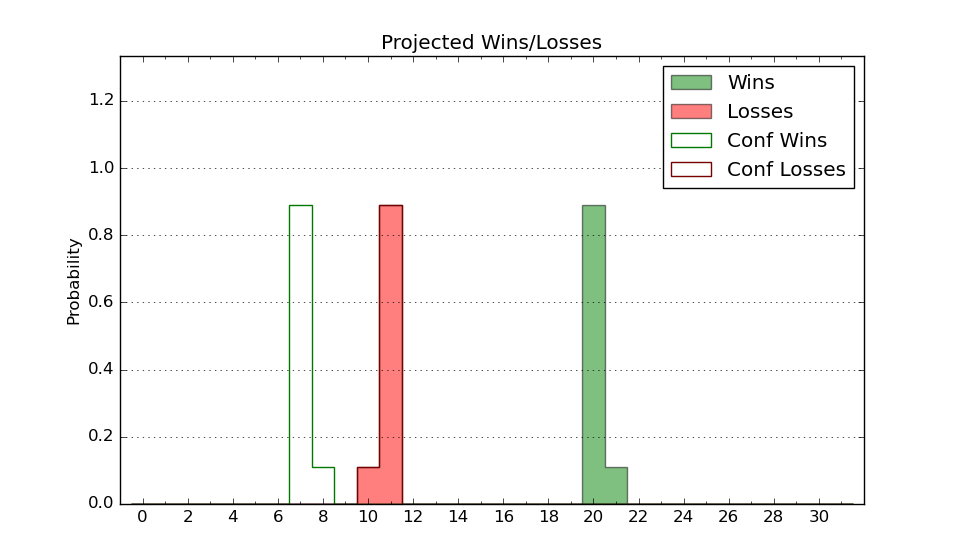 Projected Wins/Losses
Wins
Losses
Conf Wins
Conf Losses
Probability
1.2
1.0
0.8
0.6
0.4
0.2
0.0
0 2 4 6 8 10 12 14 16 18 20 22 24 26 28 30